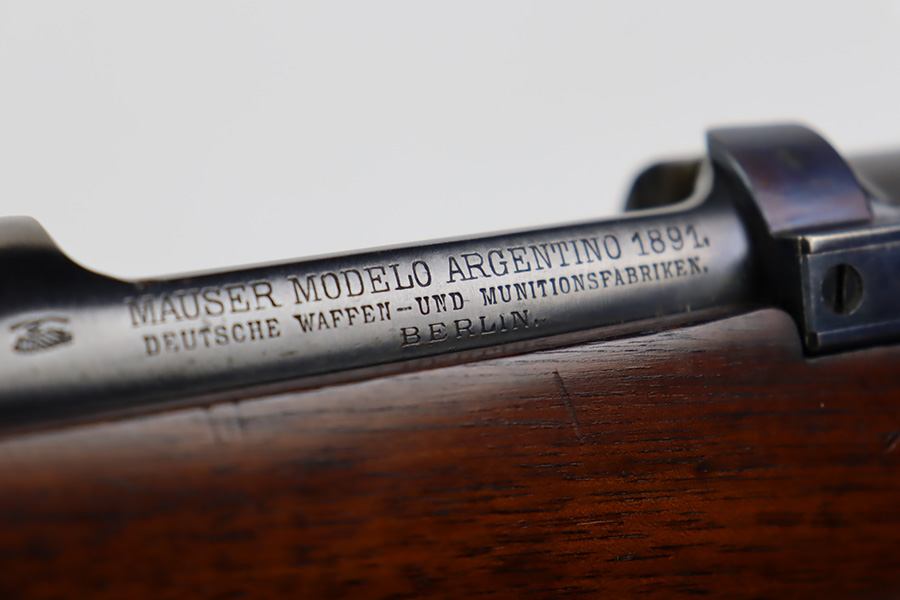 MAUSER MODELO ARGENTINO 1891.
DEUTSCHE WAFFEN-UND MUNITIONSFABRIKEN.
BERLIN.